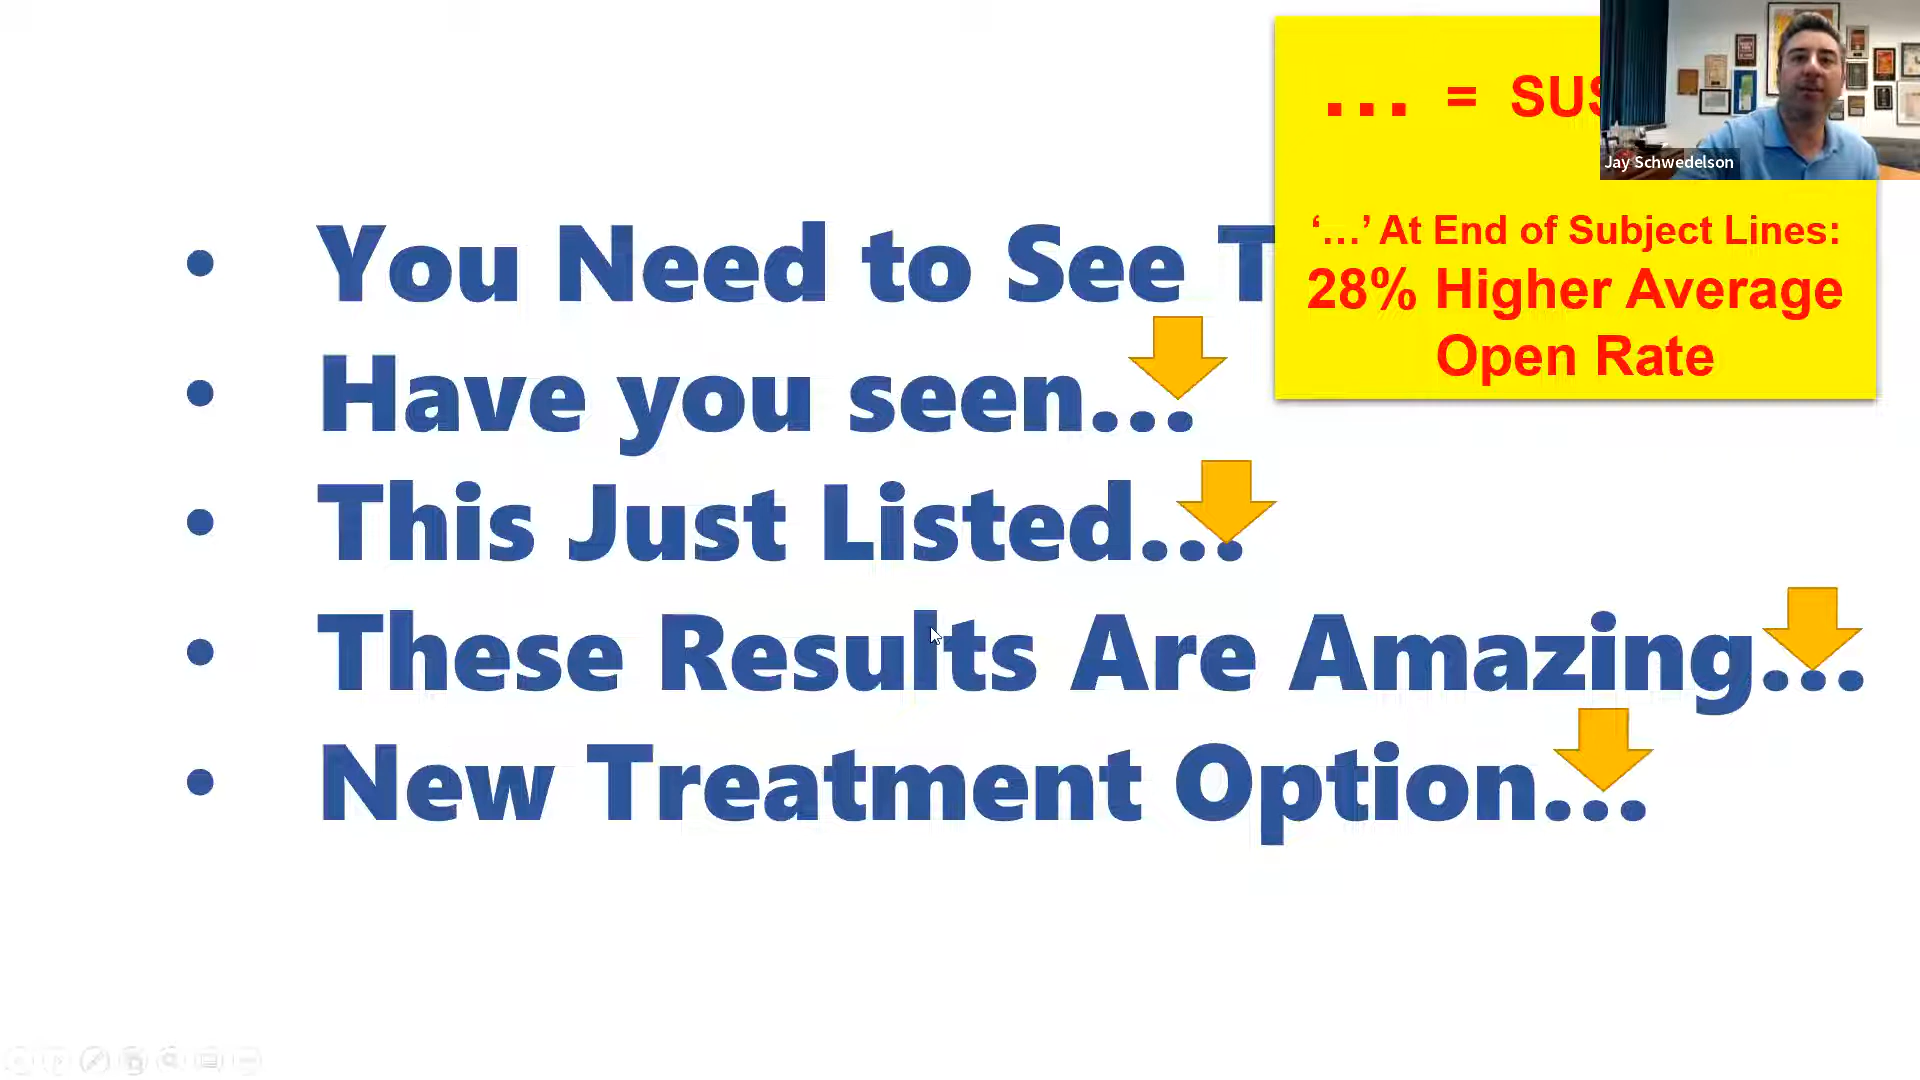 ... = SUS
Jay Schwedelson
‘...’ At End of Subject Lines:
28% Higher Average
Open Rate
• You Need to See T
• Have you seen...
• This Just Listed...
• These Results Are Amazing...
• New Treatment Option...